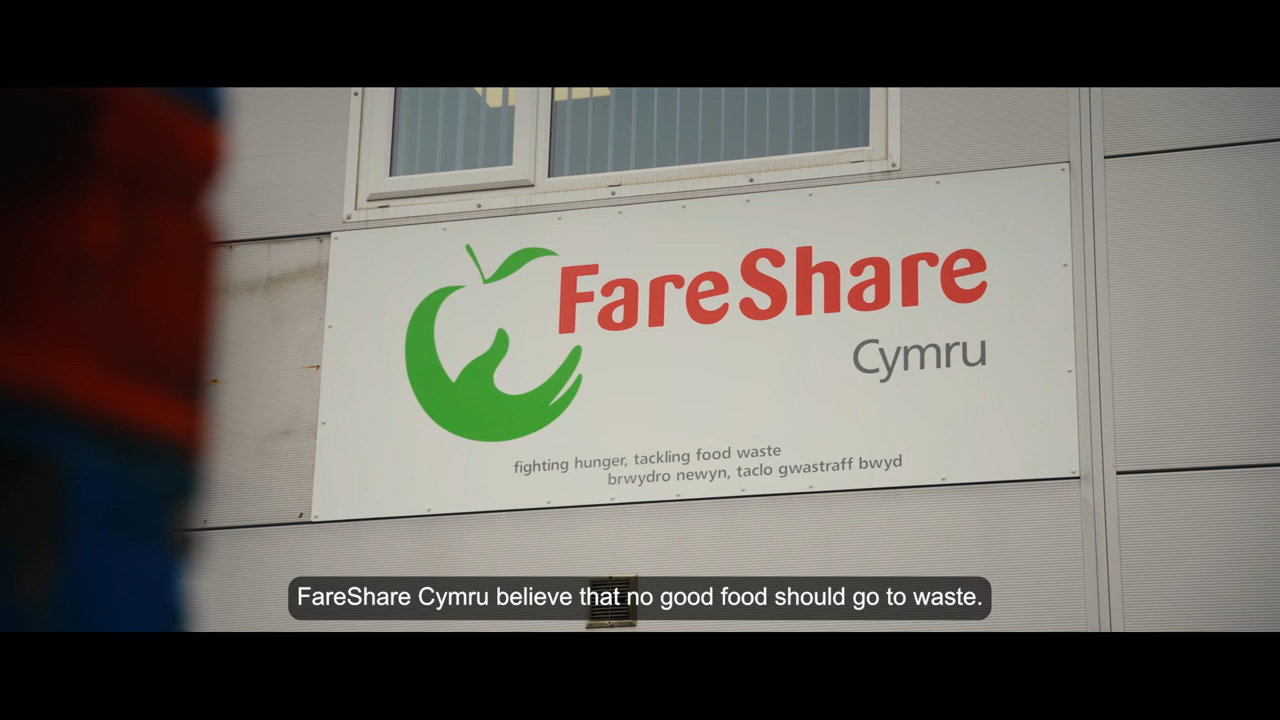 FareShare
Cymru
fighting hunger, tackling food waste
brwydro newyn, taclo gwastraff bwyd
FareShare Cymru believe that no good food should go to waste.